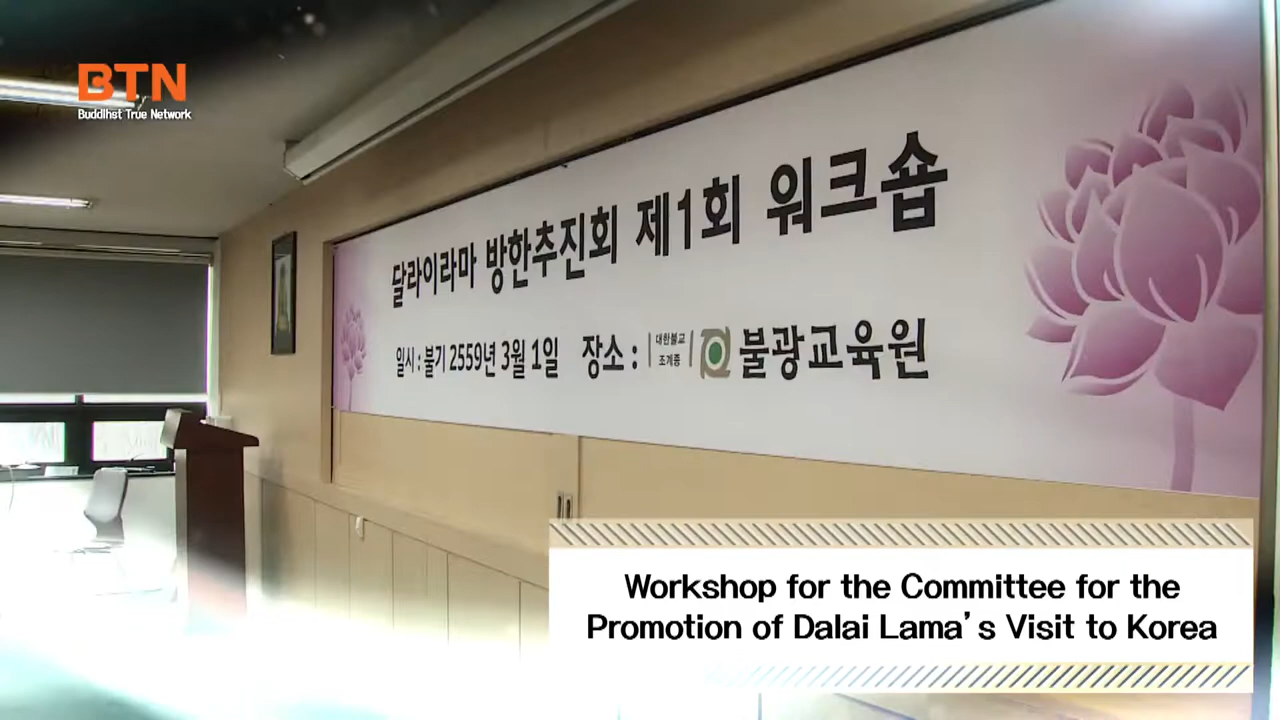 BTN
Buddihst True Network
달라이라마 방한추진회 제1회 워크숍
일시 : 불기 2559년 3월 1일 장소 : 대한불교 조계종 불광교육원
Workshop for the Committee for the
Promotion of Dalai Lama's Visit to Korea